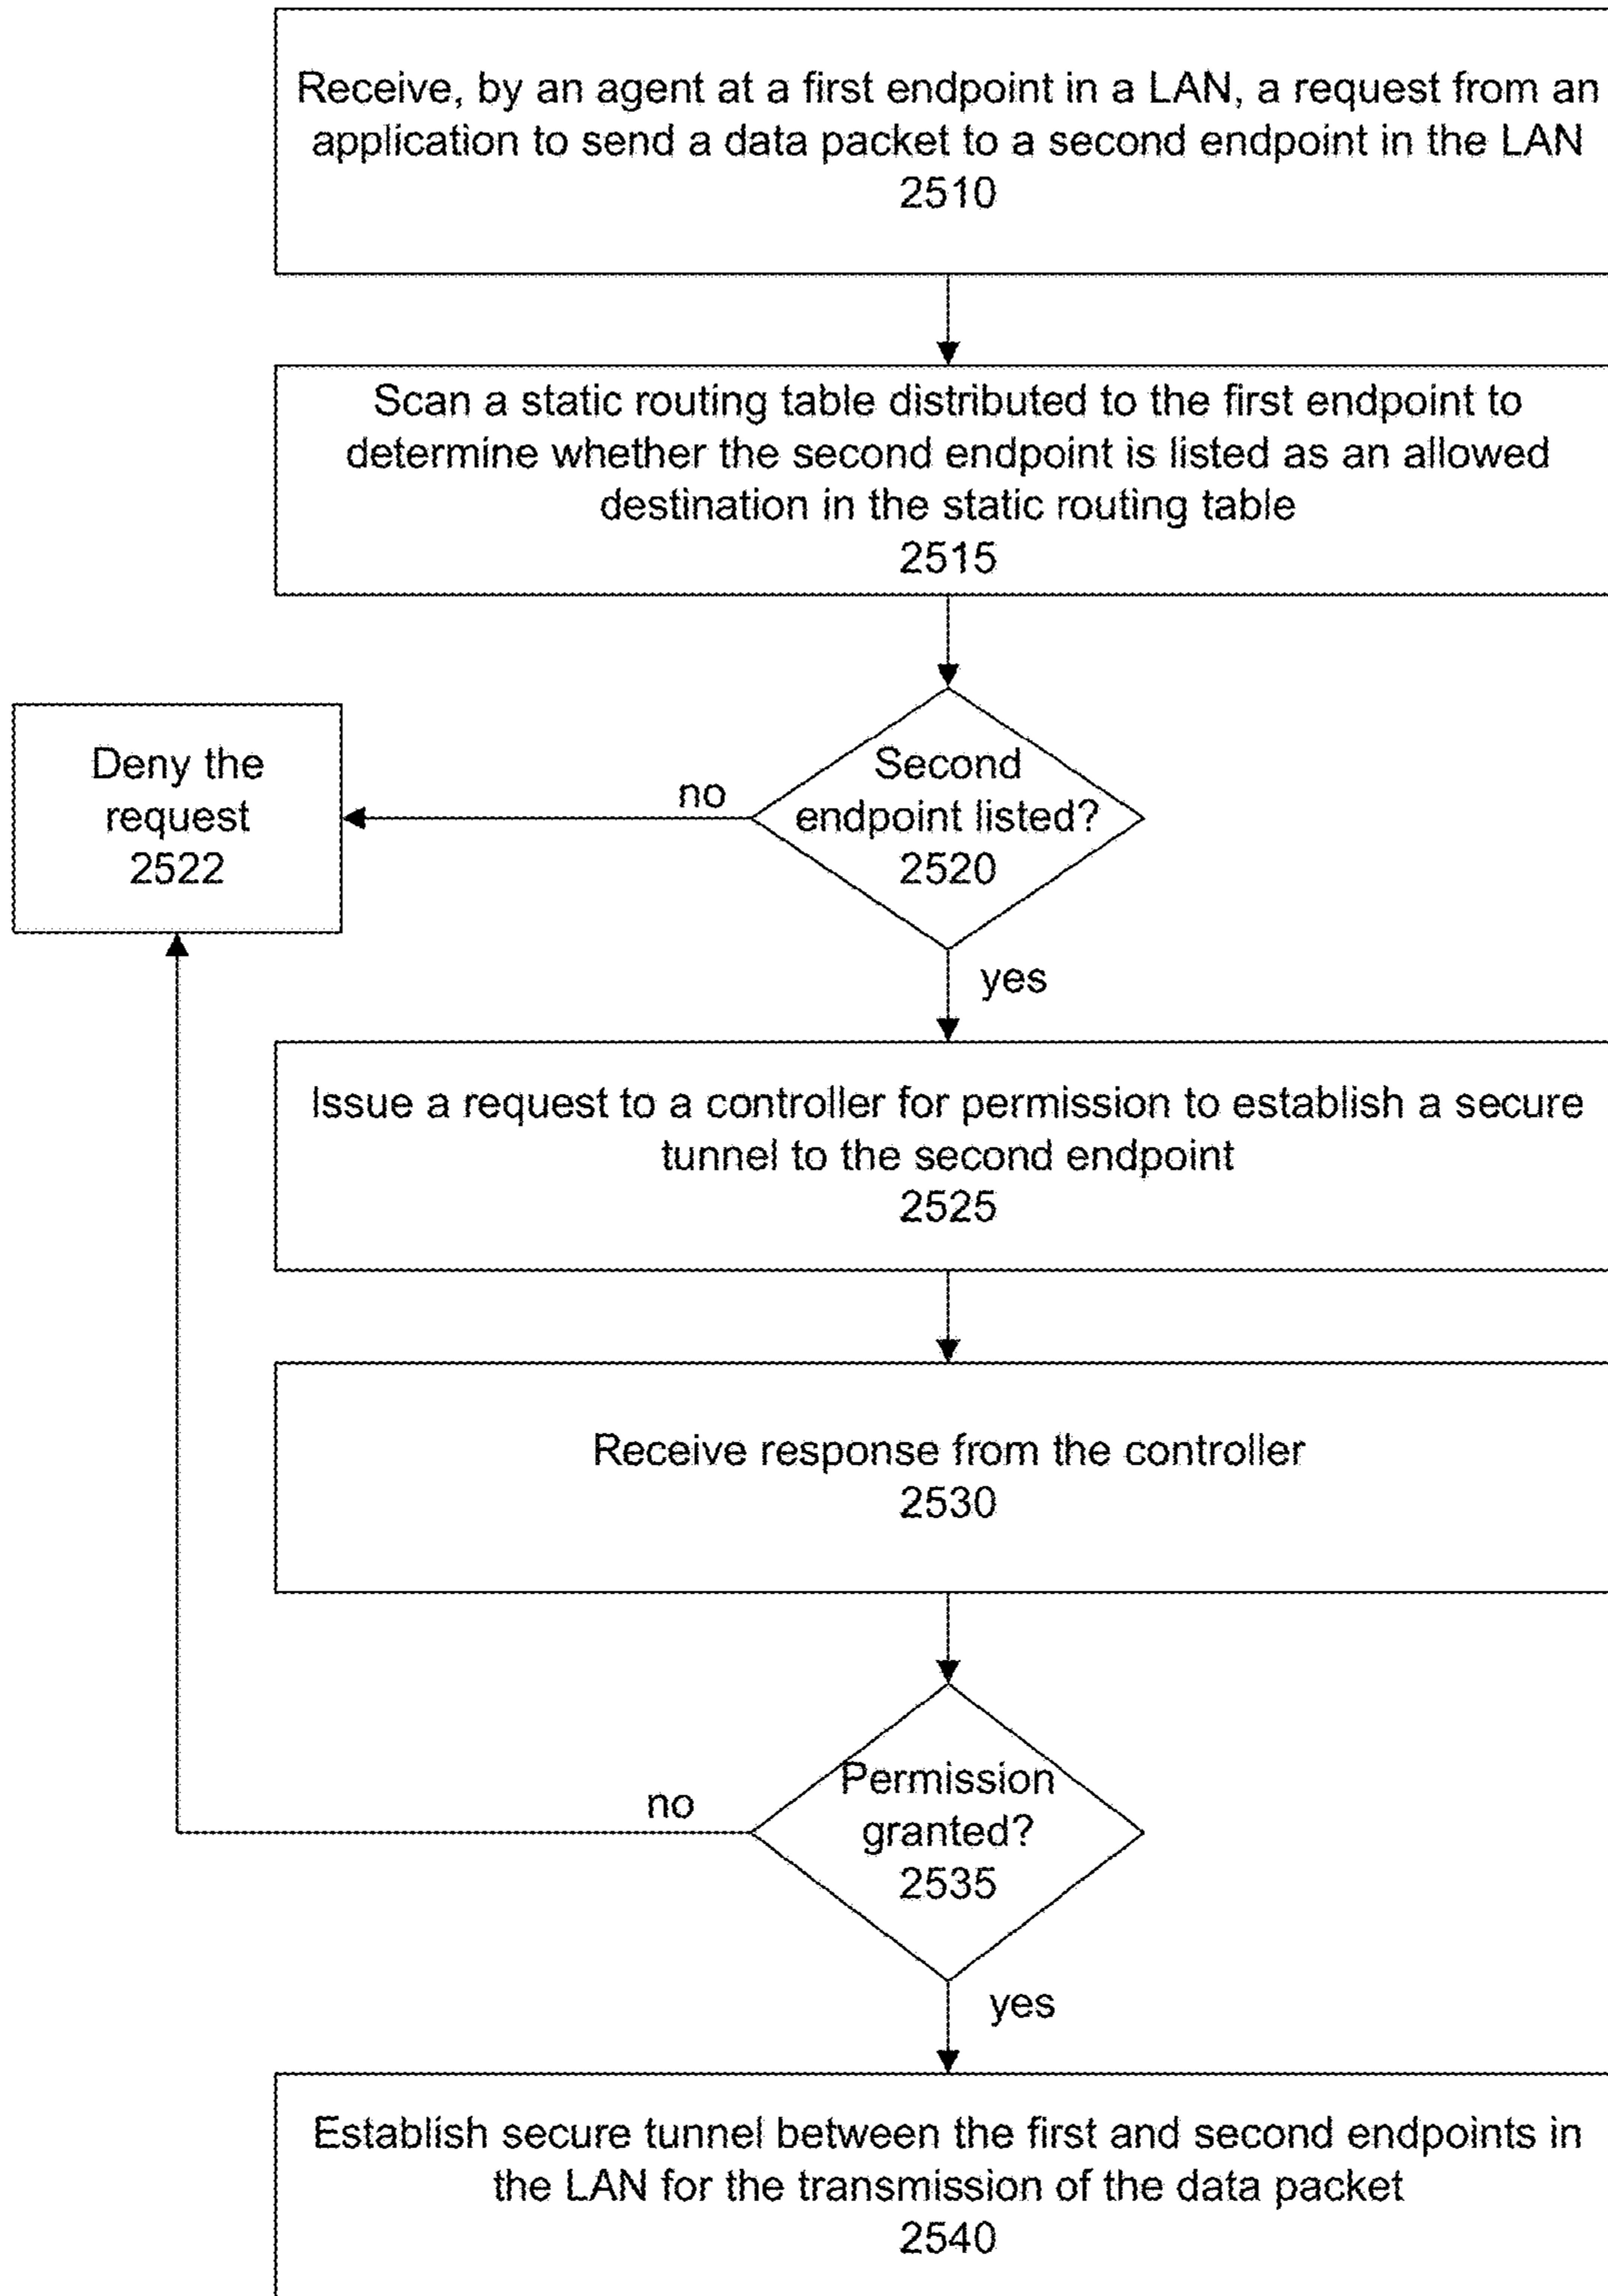 Receive, by an agent at a first endpoint in a LAN, a request from an
application to send a data packet to a second endpoint in the LAN
2510
Scan a static routing table distributed to the first endpoint to
determine whether the second endpoint is listed as an allowed
destination in the static routing table
2515
Second
endpoint listed?
2520
no
Deny the
request
2522
yes
Issue a request to a controller for permission to establish a secure
tunnel to the second endpoint
2525
Receive response from the controller
2530
Permission
granted?
2535
no
yes
Establish secure tunnel between the first and second endpoints in
the LAN for the transmission of the data packet
2540